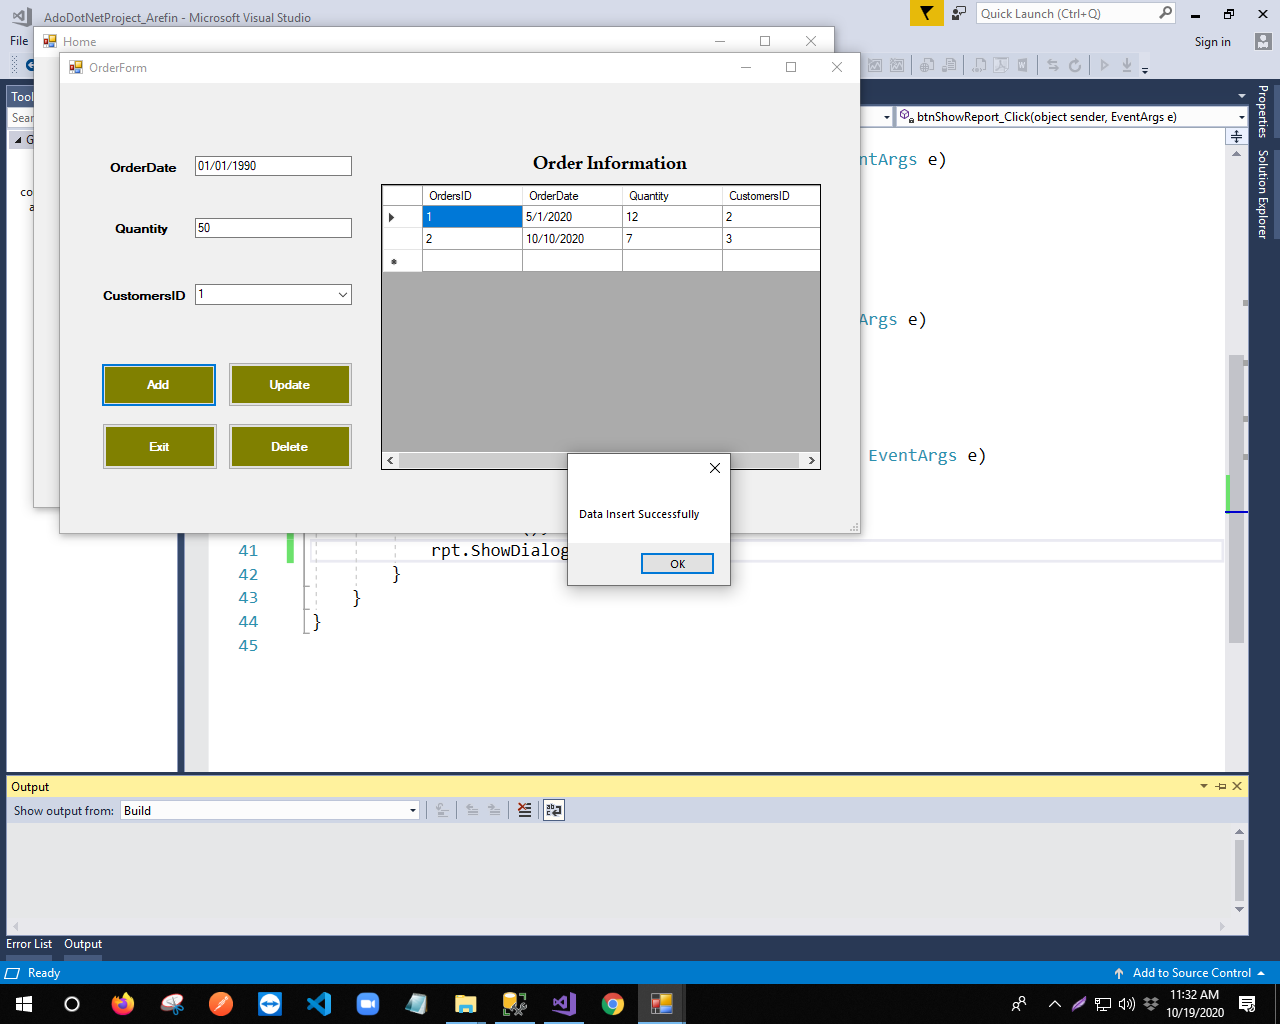 AdoDotNetProject_Arefin - Microsoft Visual Studio
Quick Launch (Ctrl+Q)
File
Home
Sign in
OrderForm
Tool
Sear
G
co
a
Properties
Solution Explorer
btnShowReport_Click(object sender, EventArgs e)
ntArgs e)
Args e)
EventArgs e)
OrderDate 01/01/1990
Quantity 50
CustomersID 1
Add Update
Exit Delete
Order Information
OrdersID OrderDate Quantity CustomersID
1 5/1/2020 12 2
2 10/10/2020 7 3
Data Insert Successfully
OK
41 rpt.ShowDialog
42 }
43 }
44 }
45
Output
Show output from: Build
Error List Output
Ready
Add to Source Control
11:32 AM
10/19/2020